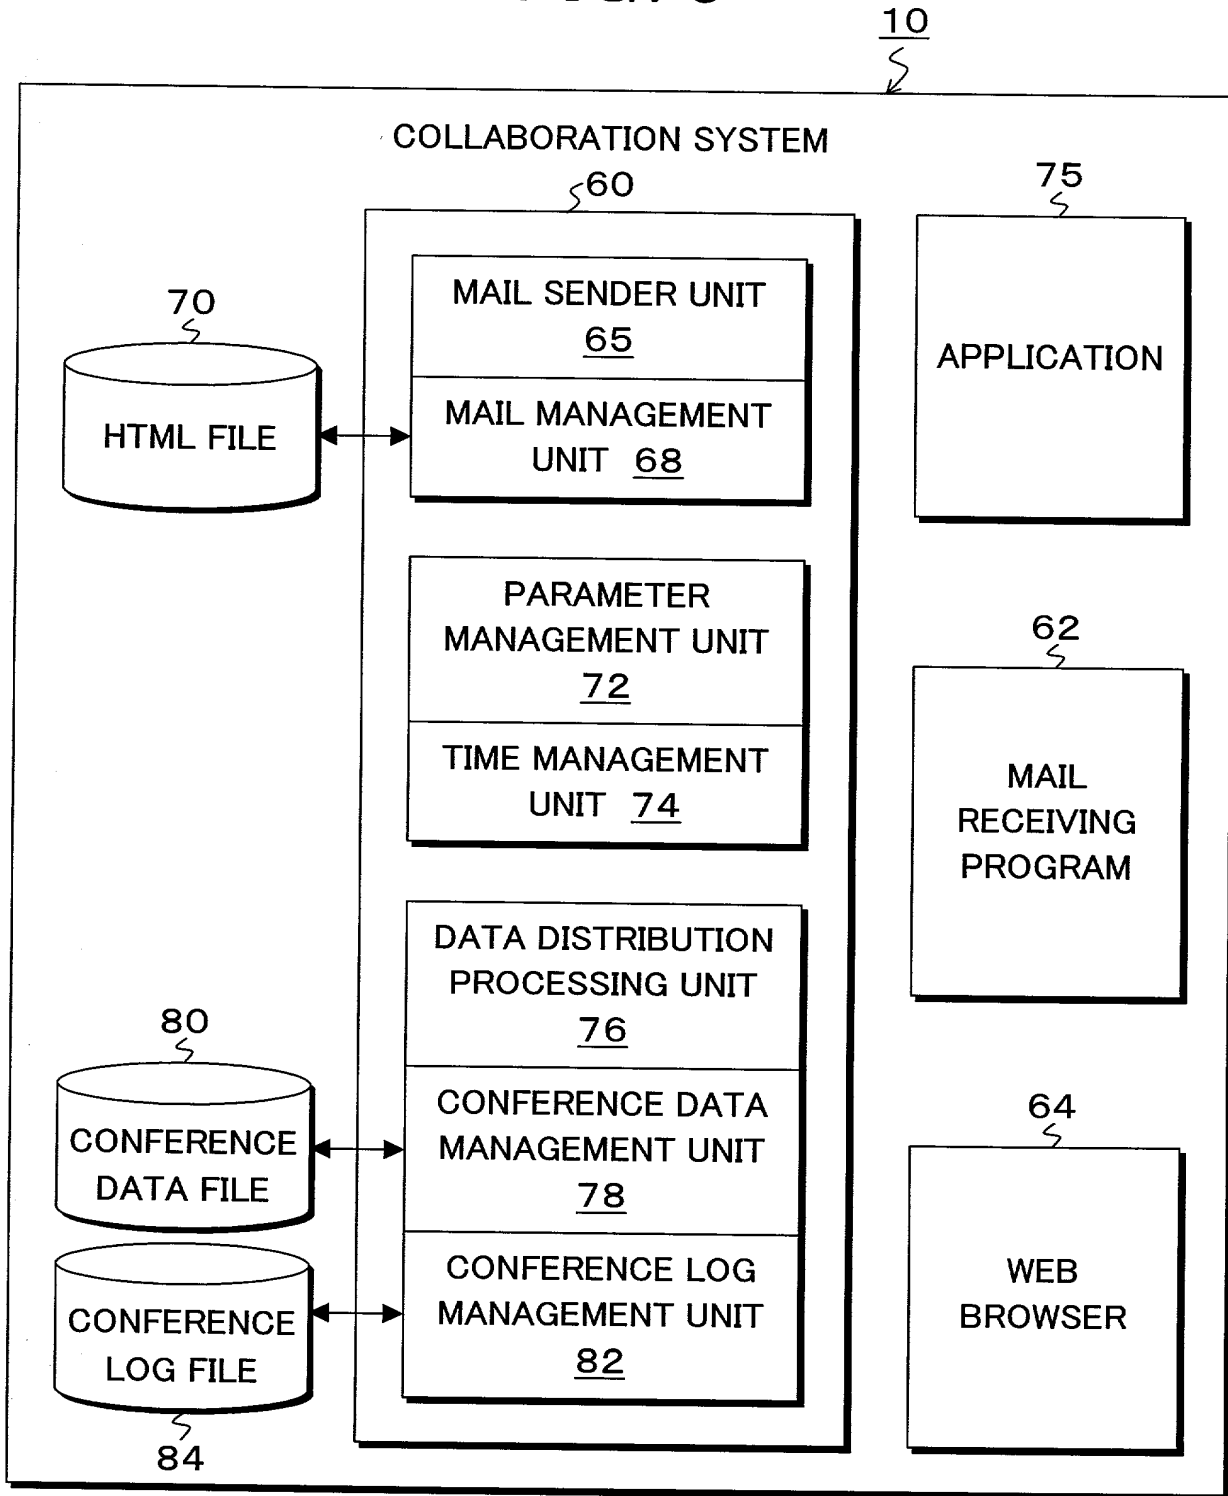 10
COLLABORATION SYSTEM
60
75
MAIL SENDER UNIT
65
70
APPLICATION
HTML FILE
MAIL MANAGEMENT
UNIT 68
PARAMETER
MANAGEMENT UNIT
72
62
TIME MANAGEMENT
UNIT 74
MAIL
RECEIVING
PROGRAM
DATA DISTRIBUTION
PROCESSING UNIT
76
80
CONFERENCE
DATA FILE
CONFERENCE DATA
MANAGEMENT UNIT
78
64
CONFERENCE
LOG FILE
84
CONFERENCE LOG
MANAGEMENT UNIT
82
WEB
BROWSER